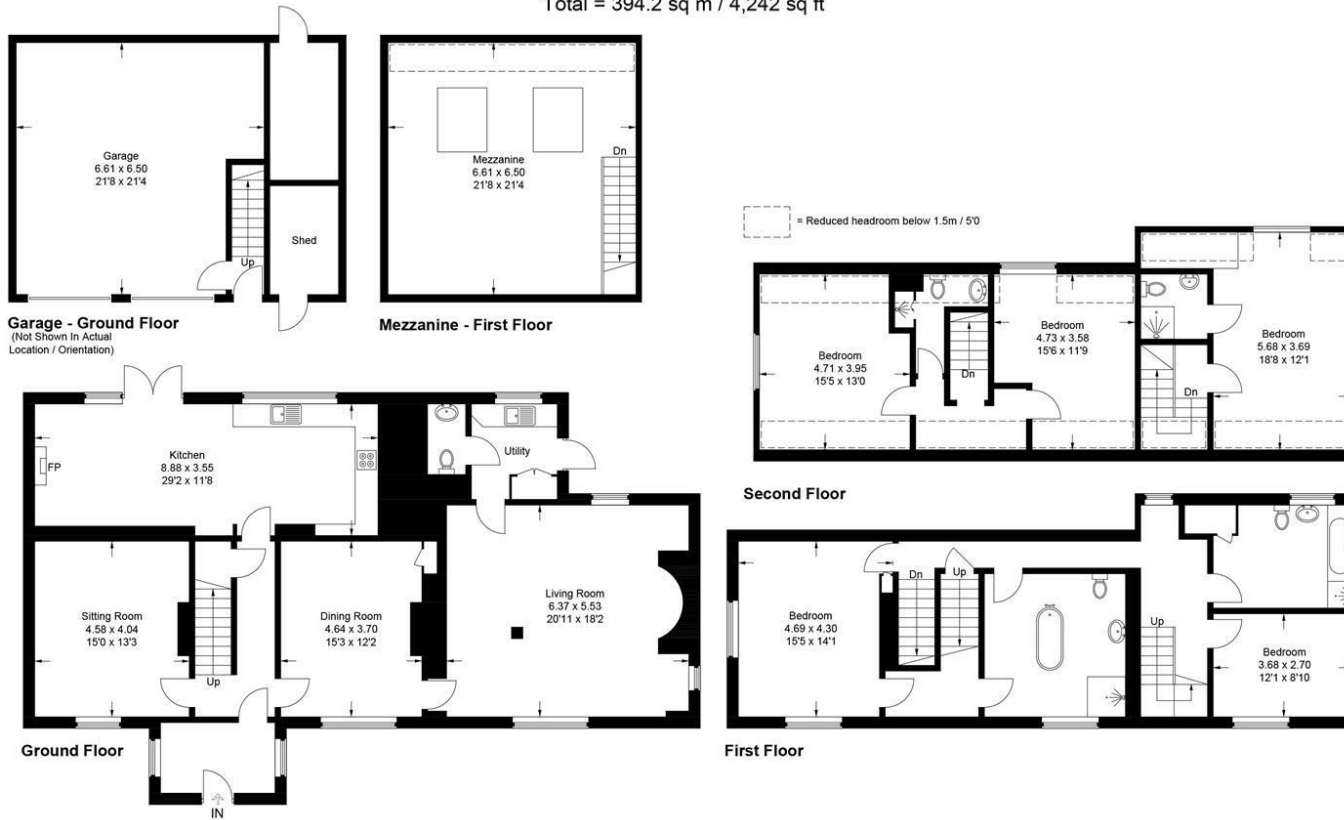 Total = 394.2 sq m / 4,242 sq ft
Garage
6.61 x 6.50
21'8 x 21'4
Up
Shed
Garage - Ground Floor
(Not Shown In Actual
Location / Orientation)
Mezzanine
6.61 x 6.50
21'8 x 21'4
Dn
Mezzanine - First Floor
= Reduced headroom below 1.5m / 5'0
Bedroom
4.71 x 3.95
15'5 x 13'0
Dn
Bedroom
4.73 x 3.58
15'6 x 11'9
Dn
Bedroom
5.68 x 3.69
18'8 x 12'1
Second Floor
Kitchen
8.88 x 3.55
29'2 x 11'8
FP
Utility
Sitting Room
4.58 x 4.04
15'0 x 13'3
Up
Dining Room
4.64 x 3.70
15'3 x 12'2
Living Room
6.37 x 5.53
20'11 x 18'2
Ground Floor
IN
Bedroom
4.69 x 4.30
15'5 x 14'1
Dn
Up
Up
Bedroom
3.68 x 2.70
12'1 x 8'10
First Floor